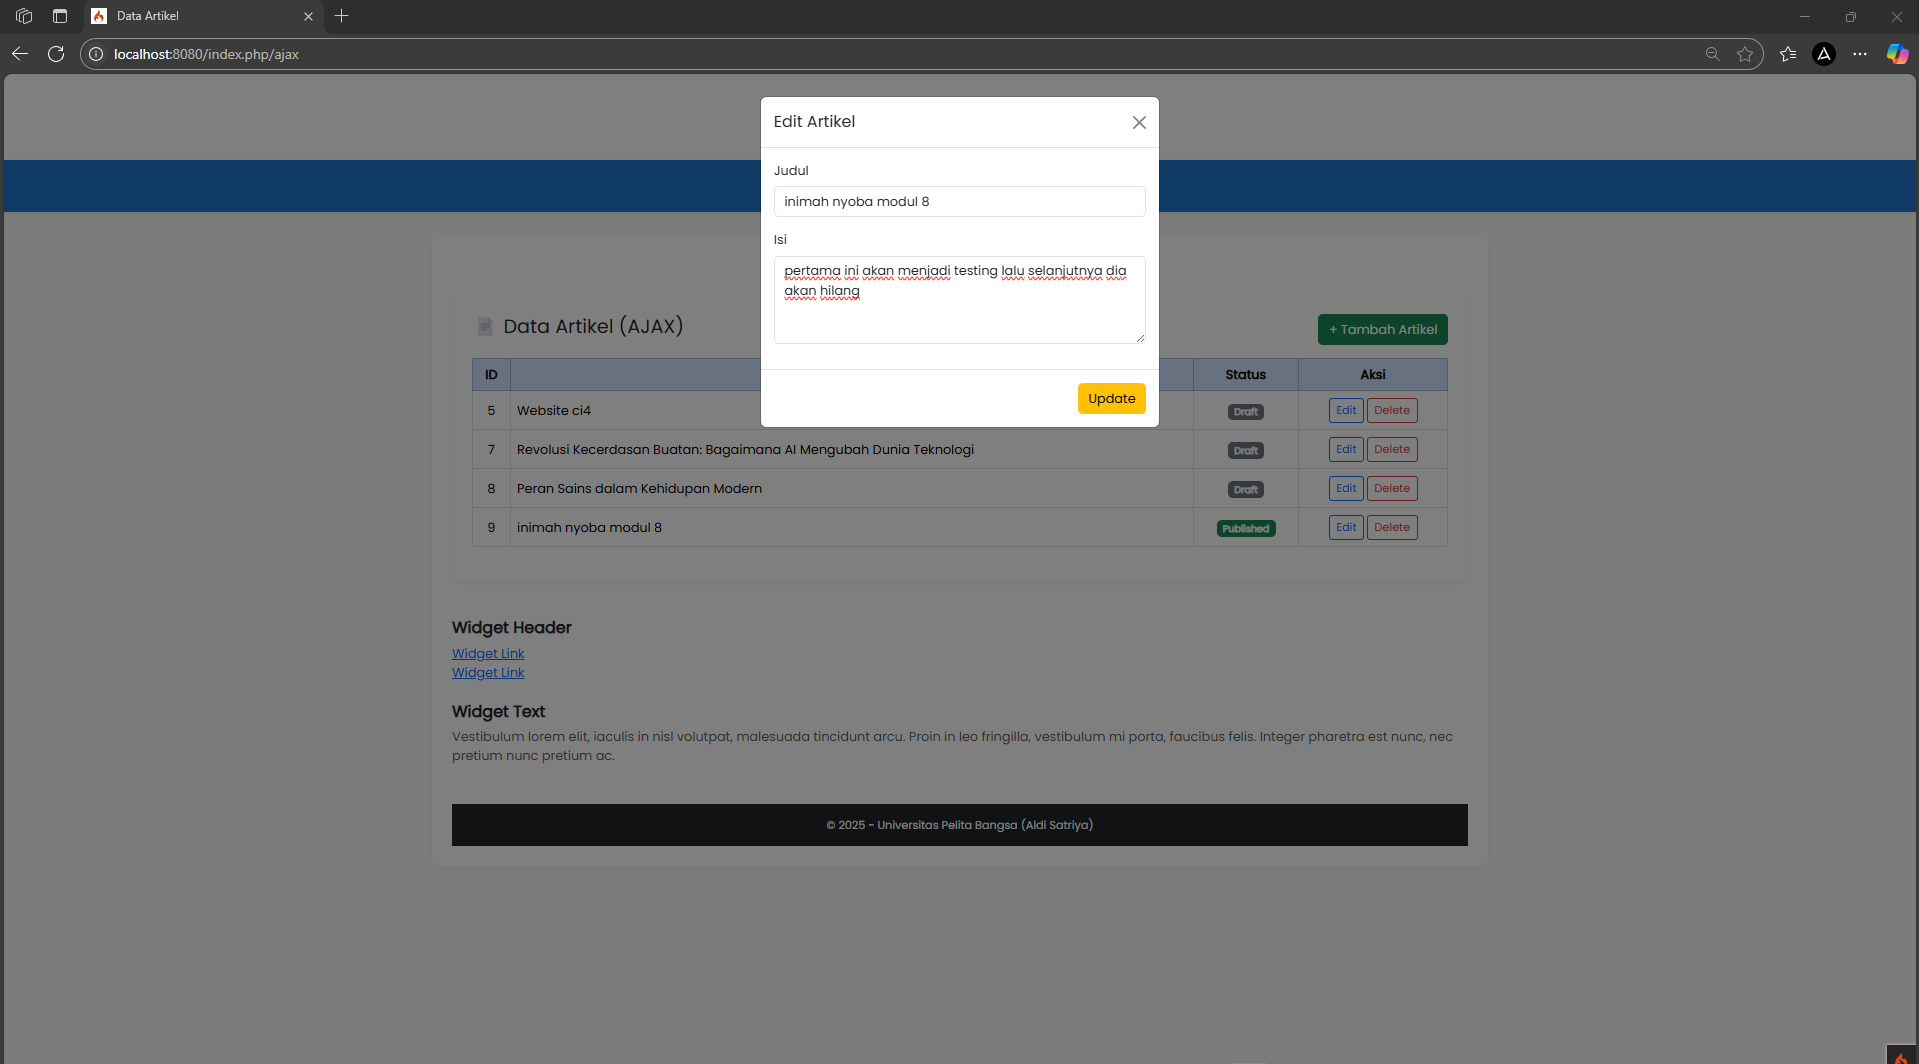 Data Artikel
localhost:8080/index.php/ajax
Edit Artikel
Judul
inimah nyoba modul 8
Isi
pertama ini akan menjadi testing lalu selanjutnya dia
akan hilang
Update
Data Artikel (AJAX)
+ Tambah Artikel
ID Status Aksi
5 Website ci4 Draft Edit Delete
7 Revolusi Kecerdasan Buatan: Bagaimana AI Mengubah Dunia Teknologi Draft Edit Delete
8 Peran Sains dalam Kehidupan Modern Draft Edit Delete
9 inimah nyoba modul 8 Published Edit Delete
Widget Header
Widget Link
Widget Link
Widget Text
Vestibulum lorem elit, iaculis in nisl volutpat, malesuada tincidunt arcu. Proin in leo fringilla, vestibulum mi porta, faucibus felis. Integer pharetra est nunc, nec
pretium nunc pretium ac.
© 2025 - Universitas Pelita Bangsa (Aldi Satriya)